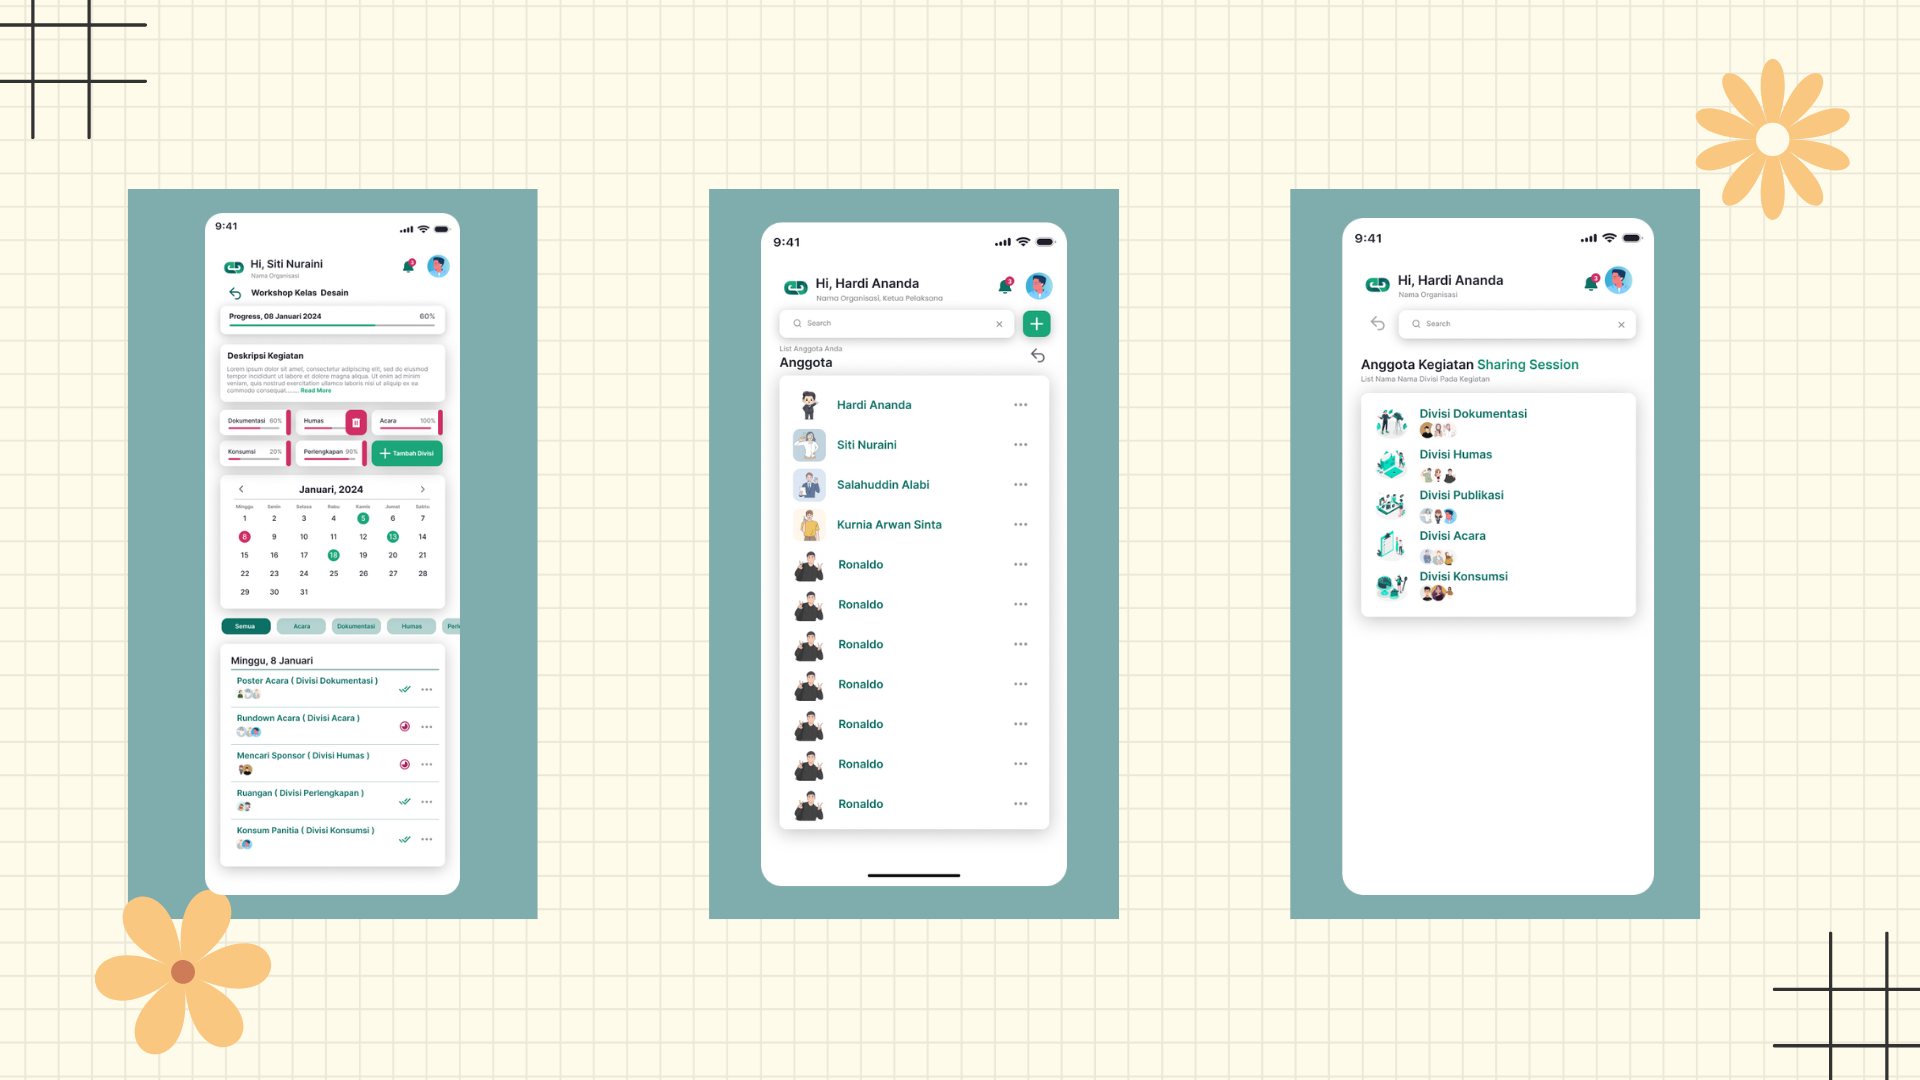 9:41
Hi, Siti Nuraini
Nama Organisasi
3
Workshop Kelas Desain
Progress, 08 Januari 2024 60%
Deskripsi Kegiatan
Lorem ipsum dolor sit amet, consectetur adipiscing elit, sed do eiusmod
tempor incididunt ut labore et dolore magna aliqua. Ut enim ad minim
veniam, quis nostrud exercitation ullamco laboris nisi ut aliquip ex ea
commodo consequat....... Read More
Dokumentasi 60% Humas Acara 100%
Konsumsi 20% Perlengkapan 90% Tambah Divisi
Januari, 2024
Minggu Senin Selasa Rabu Kamis Jumat Sabtu
1 2 3 4 5 6 7
8 9 10 11 12 13 14
15 16 17 18 19 20 21
22 23 24 25 26 27 28
29 30 31
Semua Acara Dokumentasi Humas Perl
Minggu, 8 Januari
Poster Acara ( Divisi Dokumentasi )
Rundown Acara ( Divisi Acara )
Mencari Sponsor ( Divisi Humas )
Ruangan ( Divisi Perlengkapan )
Konsum Panitia ( Divisi Konsumsi )
9:41
Hi, Hardi Ananda
Nama Organisasi, Ketua Pelaksana
3
Search
List Anggota Anda
Anggota
Hardi Ananda
Siti Nuraini
Salahuddin Alabi
Kurnia Arwan Sinta
Ronaldo
Ronaldo
Ronaldo
Ronaldo
Ronaldo
Ronaldo
Ronaldo
9:41
Hi, Hardi Ananda
Nama Organisasi
3
Search
Anggota Kegiatan Sharing Session
List Nama Nama Divisi Pada Kegiatan
Divisi Dokumentasi
Divisi Humas
Divisi Publikasi
Divisi Acara
Divisi Konsumsi